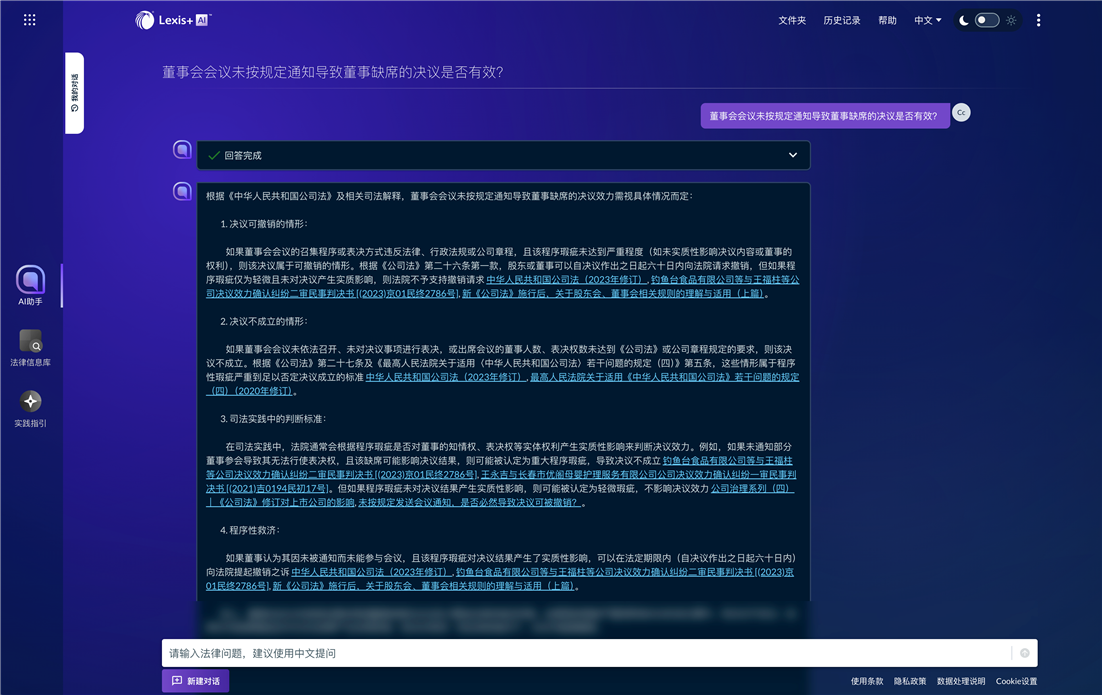 Lexis+ AI™
文件夹 历史记录 帮助 中文
我的对话
董事会会议未按规定通知导致董事缺席的决议是否有效?
董事会会议未按规定通知导致董事缺席的决议是否有效?
Cc
回答完成
根据《中华人民共和国公司法》及相关司法解释，董事会会议未按规定通知导致董事缺席的决议效力需视具体情况而定：
1. 决议可撤销的情形：
如果董事会会议的召集程序或表决方式违反法律、行政法规或公司章程，且该程序瑕疵未达到严重程度（如未实质性影响决议内容或董事的
权利），则该决议属于可撤销的情形。根据《公司法》第二十六条第一款，股东或董事可以自决议作出之日起六十日内向法院请求撤销，但如果程
序瑕疵仅为轻微且未对决议产生实质影响，则法院不予支持撤销请求 中华人民共和国公司法（2023年修订）, 钓鱼台食品有限公司等与王福柱等公
司决议效力确认纠纷二审民事判决书 [(2023)京01民终2786号], 新《公司法》施行后，关于股东会、董事会相关规则的理解与适用（上篇）。
2. 决议不成立的情形：
如果董事会会议未依法召开、未对决议事项进行表决，或出席会议的董事人数、表决权数未达到《公司法》或公司章程规定的要求，则该决
议不成立。根据《公司法》第二十七条及《最高人民法院关于适用〈中华人民共和国公司法〉若干问题的规定（四）》第五条，这些情形属于程序
性瑕疵严重到足以否定决议成立的标准 中华人民共和国公司法（2023年修订）, 最高人民法院关于适用《中华人民共和国公司法》若干问题的规定
（四）(2020年修订)。
3. 司法实践中的判断标准：
在司法实践中，法院通常会根据程序瑕疵是否对董事的知情权、表决权等实体权利产生实质性影响来判断决议效力。例如，如果未通知部分
董事参会导致其无法行使表决权，且该缺席可能影响决议结果，则可能被认定为重大程序瑕疵，导致决议不成立 钓鱼台食品有限公司等与王福柱
等公司决议效力确认纠纷二审民事判决书 [(2023)京01民终2786号], 王永吉与长春市优阁母婴护理服务有限公司公司决议效力确认纠纷一审民事判
决书 [(2021)吉0194民初17号]。但如果程序瑕疵未对决议结果产生实质性影响，则可能被认定为轻微瑕疵，不影响决议效力 公司治理系列（四）
｜《公司法》修订对上市公司的影响, 未按规定发送会议通知，是否必然导致决议可被撤销？。
4. 程序性救济：
如果董事认为其因未被通知而未能参与会议，且该程序瑕疵对决议结果产生了实质性影响，可以在法定期限内（自决议作出之日起六十日内）
向法院提起撤销之诉 中华人民共和国公司法（2023年修订）, 钓鱼台食品有限公司等与王福柱等公司决议效力确认纠纷二审民事判决书 [(2023)京
01民终2786号], 新《公司法》施行后，关于股东会、董事会相关规则的理解与适用（上篇）。
AI助手
法律信息库
实践指引
请输入法律问题，建议使用中文提问
新建对话
使用条款 隐私政策 数据处理说明 Cookie设置